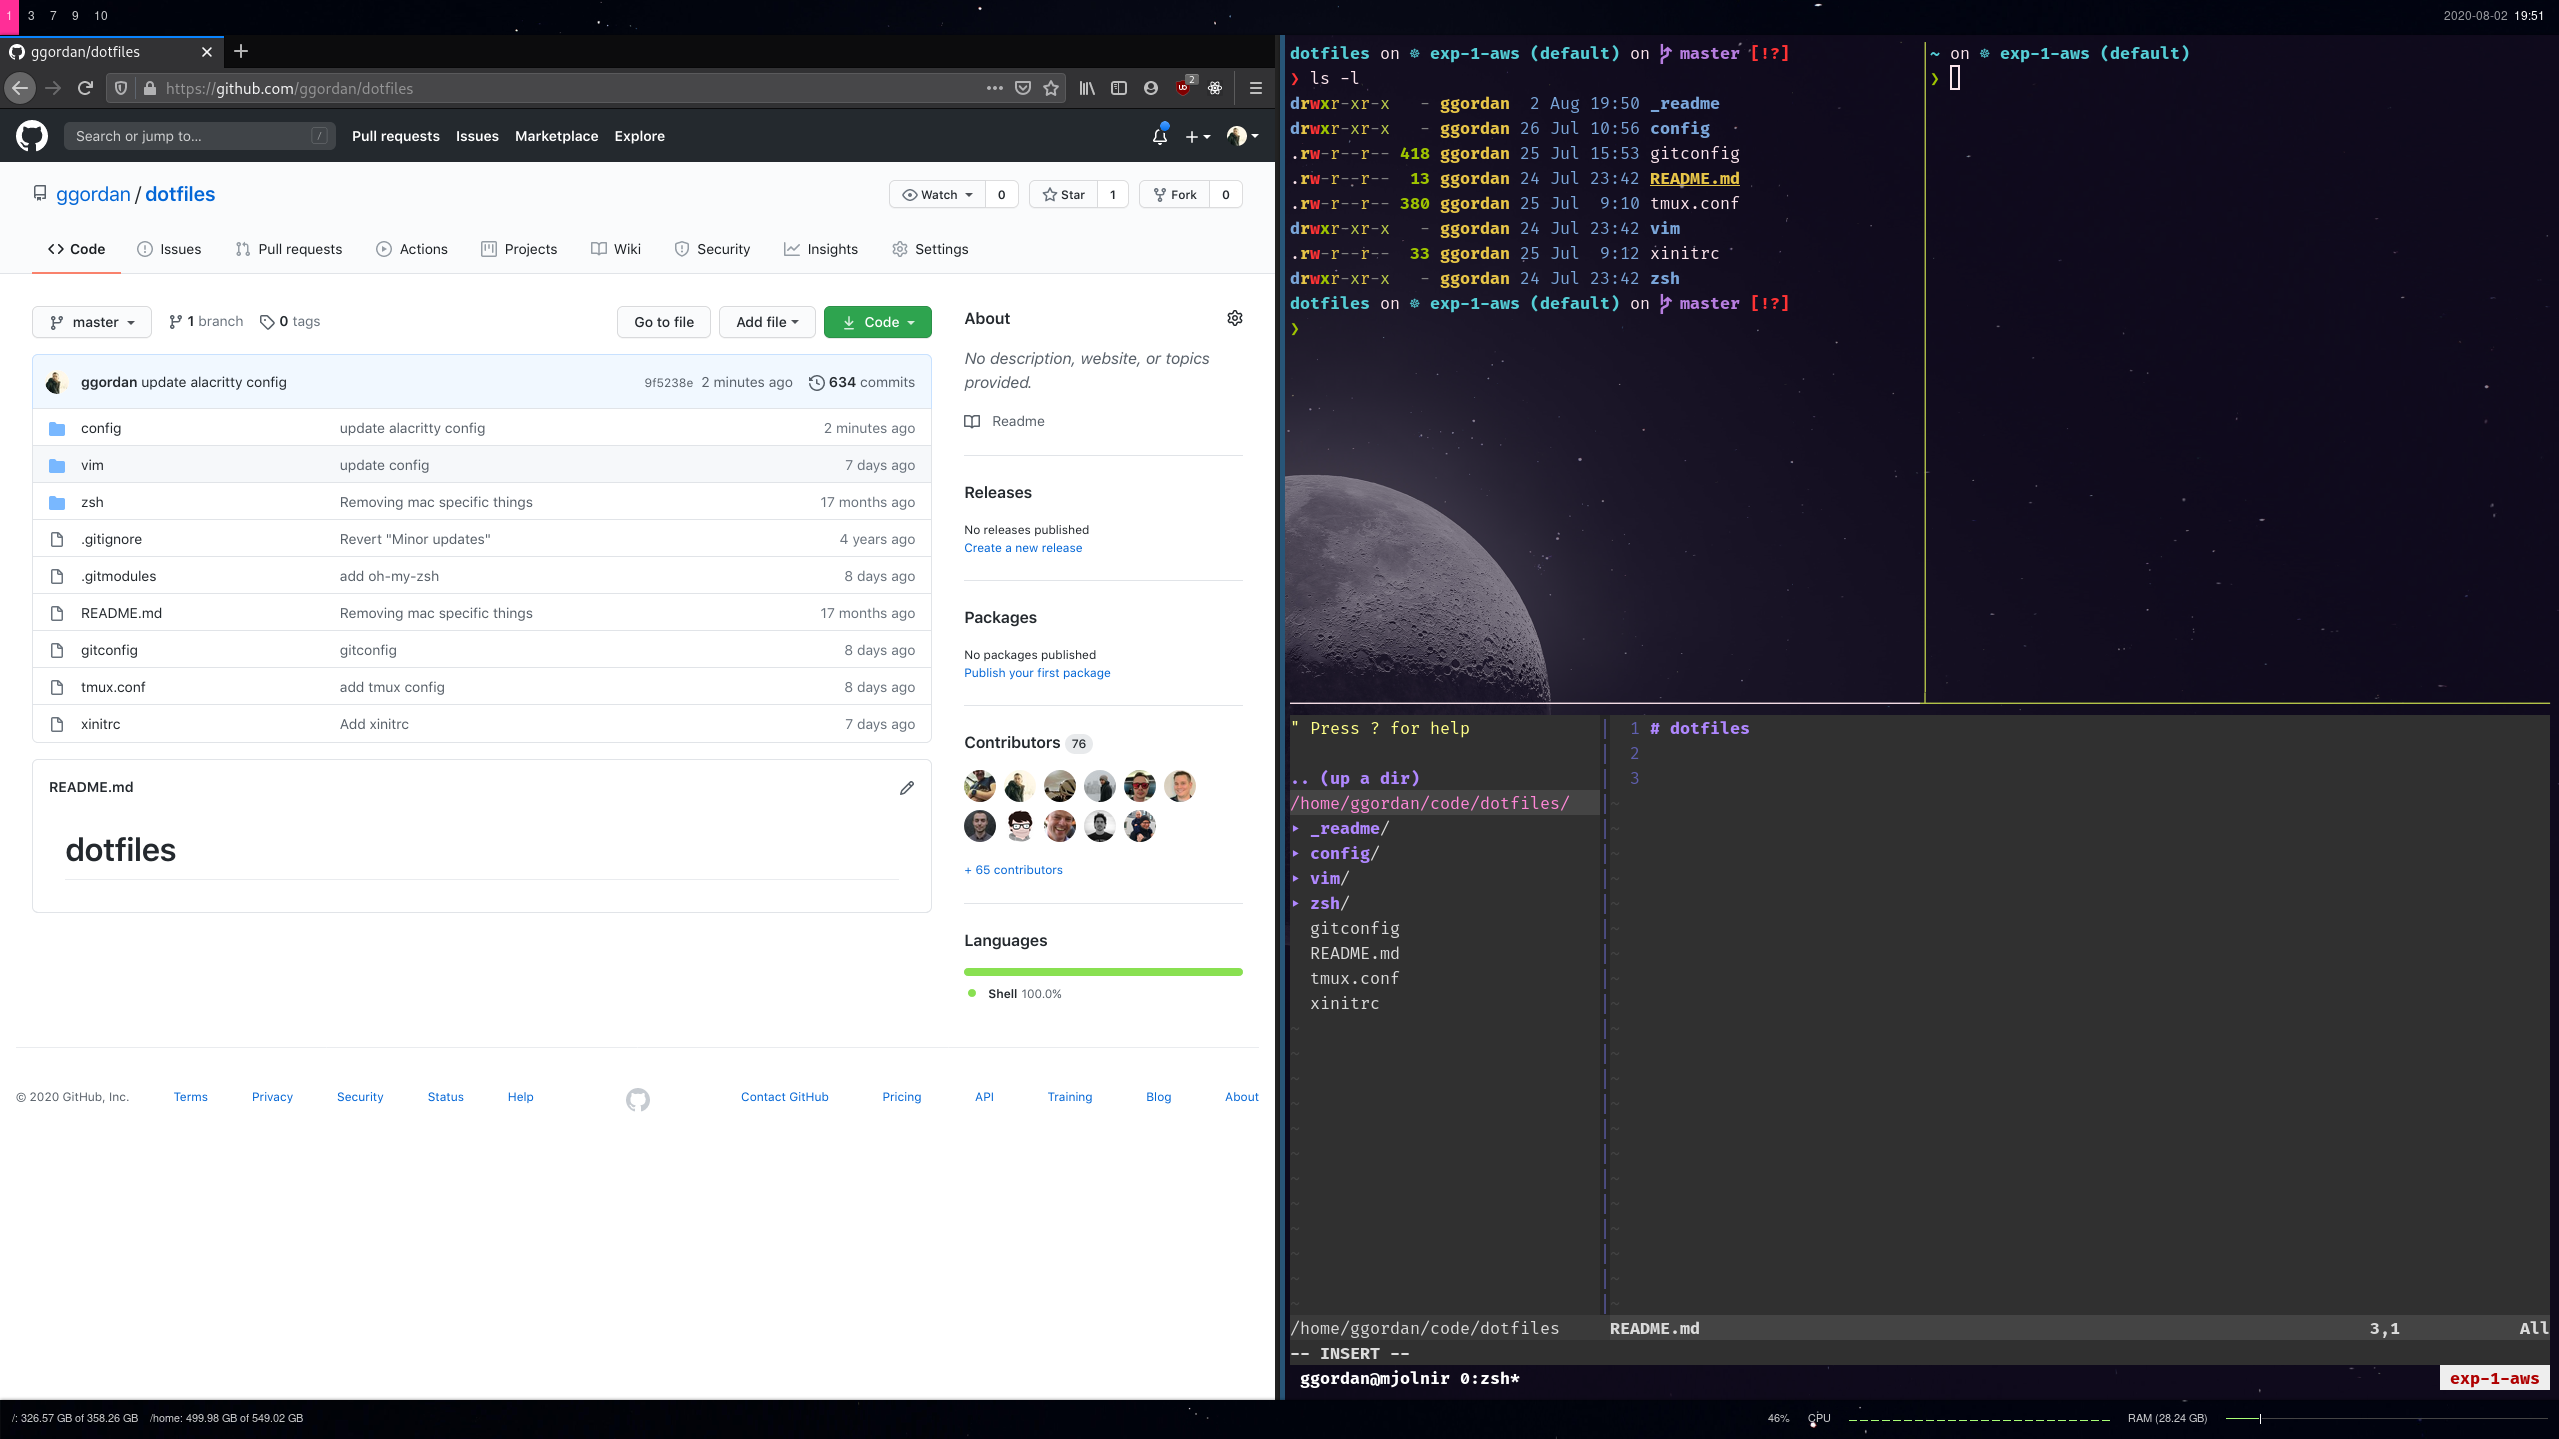 1 3 7 9 10
2020-08-02 19:51
ggordan/dotfiles
https://github.com/ggordan/dotfiles
2
Search or jump to… /
Pull requests Issues Marketplace Explore
ggordan / dotfiles
Watch 0 Star 1 Fork 0
Code Issues Pull requests Actions Projects Wiki Security Insights Settings
master 1 branch 0 tags Go to file Add file Code
ggordan update alacritty config 9f5238e 2 minutes ago 634 commits
config update alacritty config 2 minutes ago
vim update config 7 days ago
zsh Removing mac specific things 17 months ago
.gitignore Revert "Minor updates" 4 years ago
.gitmodules add oh-my-zsh 8 days ago
README.md Removing mac specific things 17 months ago
gitconfig gitconfig 8 days ago
tmux.conf add tmux config 8 days ago
xinitrc Add xinitrc 7 days ago
README.md
dotfiles
About
No description, website, or topics
provided.
Readme
Releases
No releases published
Create a new release
Packages
No packages published
Publish your first package
Contributors 76
+ 65 contributors
Languages
Shell 100.0%
© 2020 GitHub, Inc. Terms Privacy Security Status Help Contact GitHub Pricing API Training Blog About
dotfiles on ☸ exp-1-aws (default) on master [!?]
❯ ls -l
drwxr-xr-x - ggordan 2 Aug 19:50 _readme
drwxr-xr-x - ggordan 26 Jul 10:56 config
.rw-r--r-- 418 ggordan 25 Jul 15:53 gitconfig
.rw-r--r-- 13 ggordan 24 Jul 23:42 README.md
.rw-r--r-- 380 ggordan 25 Jul 9:10 tmux.conf
drwxr-xr-x - ggordan 24 Jul 23:42 vim
.rw-r--r-- 33 ggordan 25 Jul 9:12 xinitrc
drwxr-xr-x - ggordan 24 Jul 23:42 zsh
dotfiles on ☸ exp-1-aws (default) on master [!?]
❯
~ on ☸ exp-1-aws (default)
❯
" Press ? for help
.. (up a dir)
/home/ggordan/code/dotfiles/
▸ _readme/
▸ config/
▸ vim/
▸ zsh/
gitconfig
README.md
tmux.conf
xinitrc
1 # dotfiles
2
3
/home/ggordan/code/dotfiles README.md 3,1 All
-- INSERT --
ggordan@mjolnir 0:zsh* exp-1-aws
/: 326.57 GB of 358.26 GB /home: 499.98 GB of 549.02 GB
46% CPU RAM (28.24 GB)